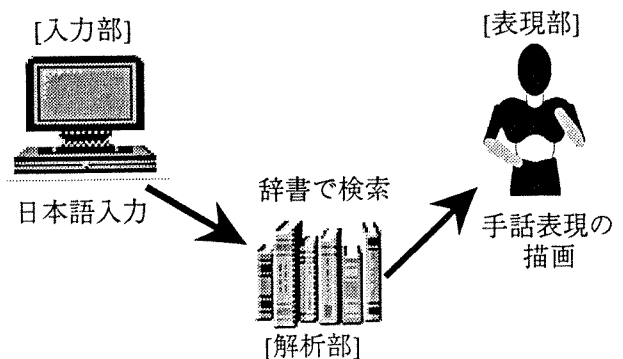 [入力部]
日本語入力
辞書で検索
[解析部]
[表現部]
手話表現の
描画